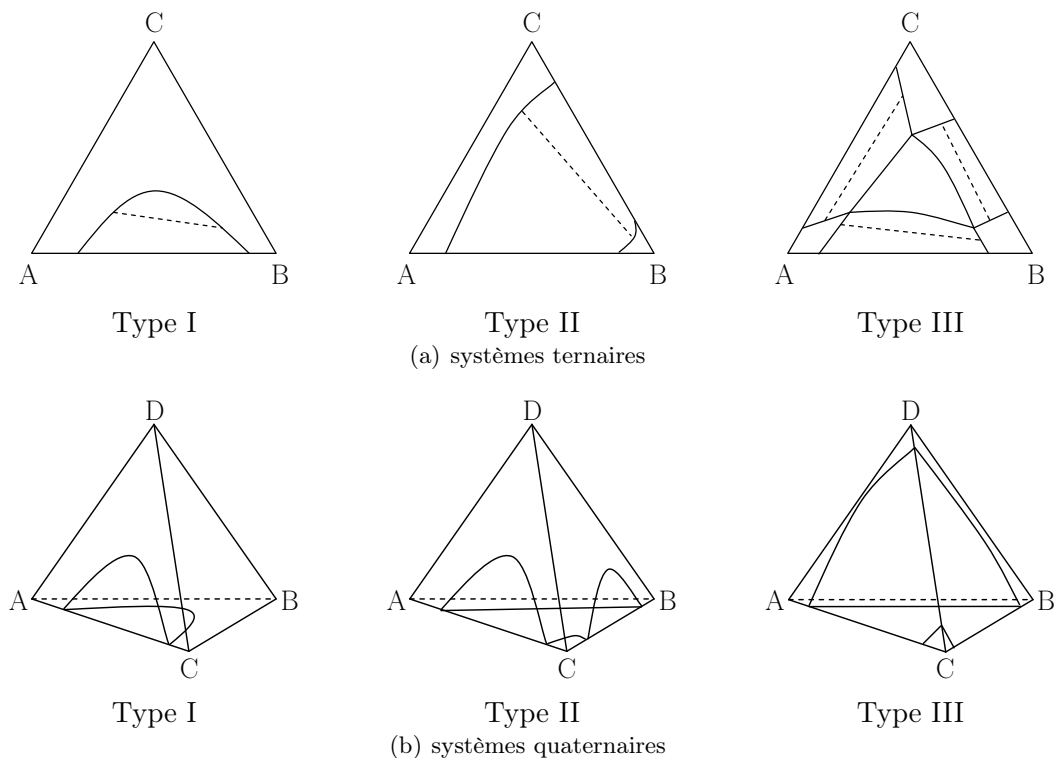 C C C
A B A B A B
Type I Type II Type III
(a) systèmes ternaires
D D D
A B A B A B
C C C
Type I Type II Type III
(b) systèmes quaternaires